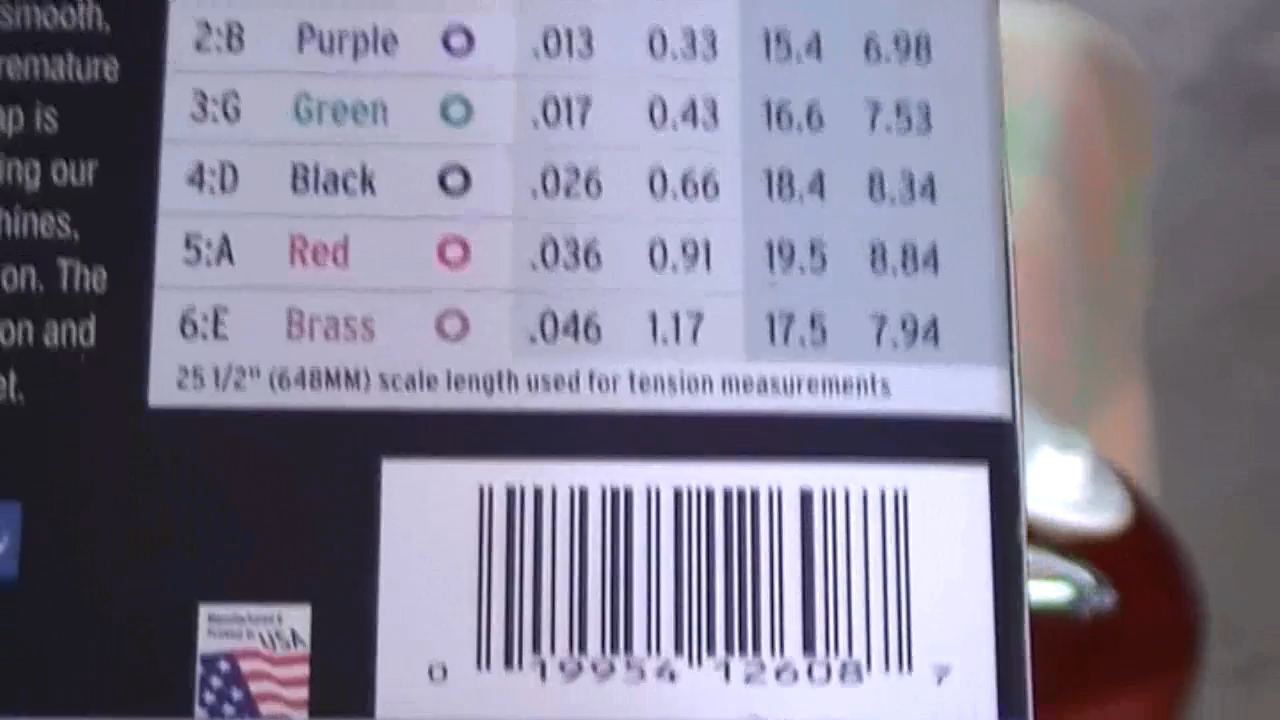 smooth,
remature
ap is
ing our
hines,
on. The
on and
et.
2:B Purple .013 0.33 15.4 6.98
3:G Green .017 0.43 16.6 7.53
4:D Black .026 0.66 18.4 8.34
5:A Red .036 0.91 19.5 8.84
6:E Brass .046 1.17 17.5 7.94
25 1/2" (648MM) scale length used for tension measurements
Manufactured &
Printed in USA
0 19954 12608 7